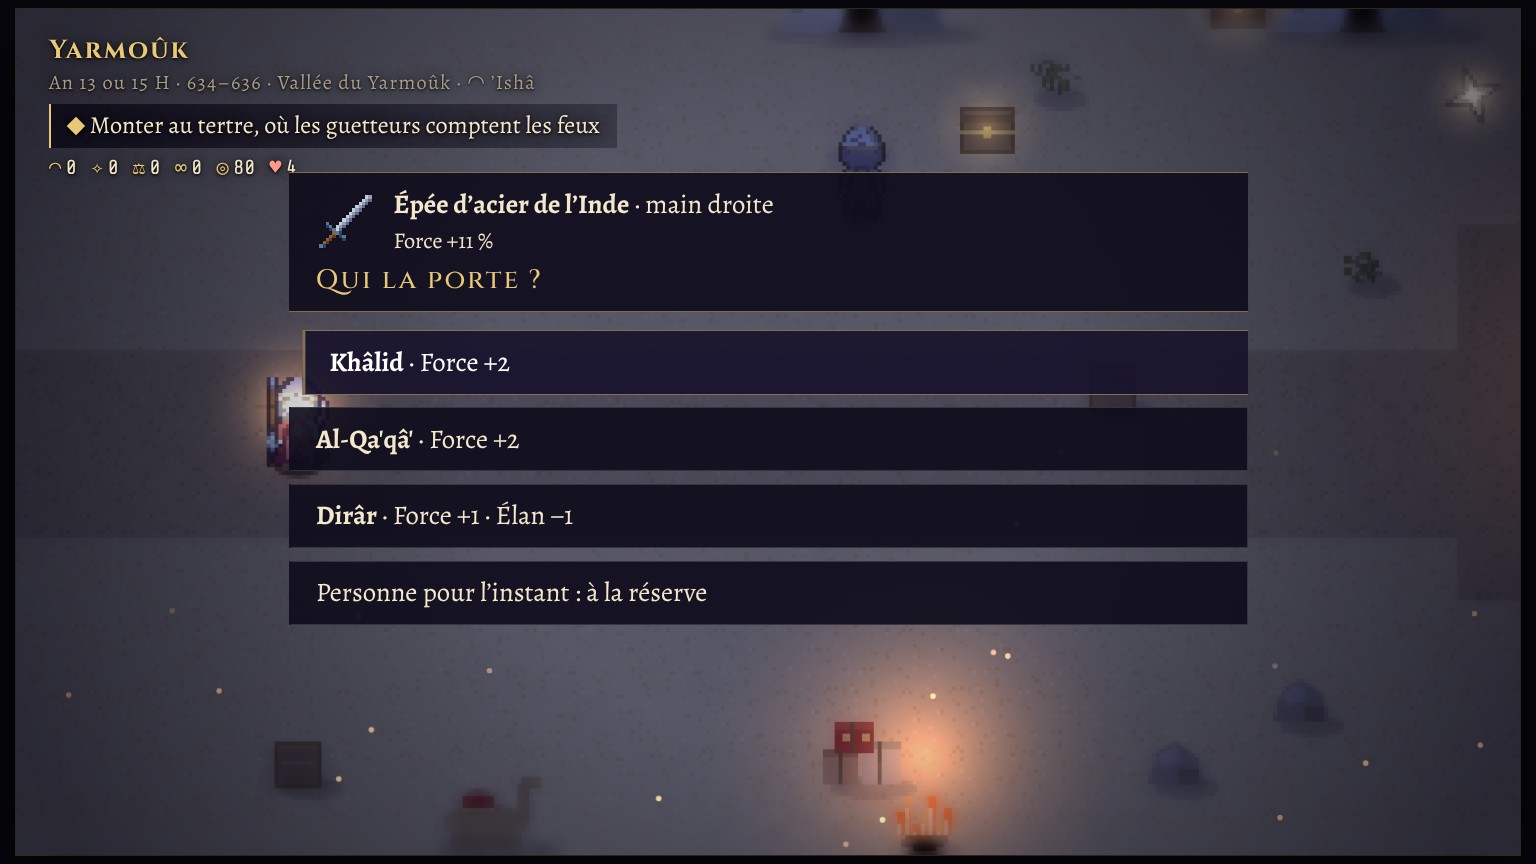 Yarmoûk
An 13 ou 15 H · 634–636 · Vallée du Yarmoûk · ◠ ’Ishâ
◆ Monter au tertre, où les guetteurs comptent les feux
◠0 ✧0 ⚖0 ∞0 ◎80 ♥4
Épée d’acier de l’Inde · main droite
Force +11 %
Qui la porte ?
Khâlid · Force +2
Al-Qa'qâ' · Force +2
Dirâr · Force +1 · Élan −1
Personne pour l’instant : à la réserve